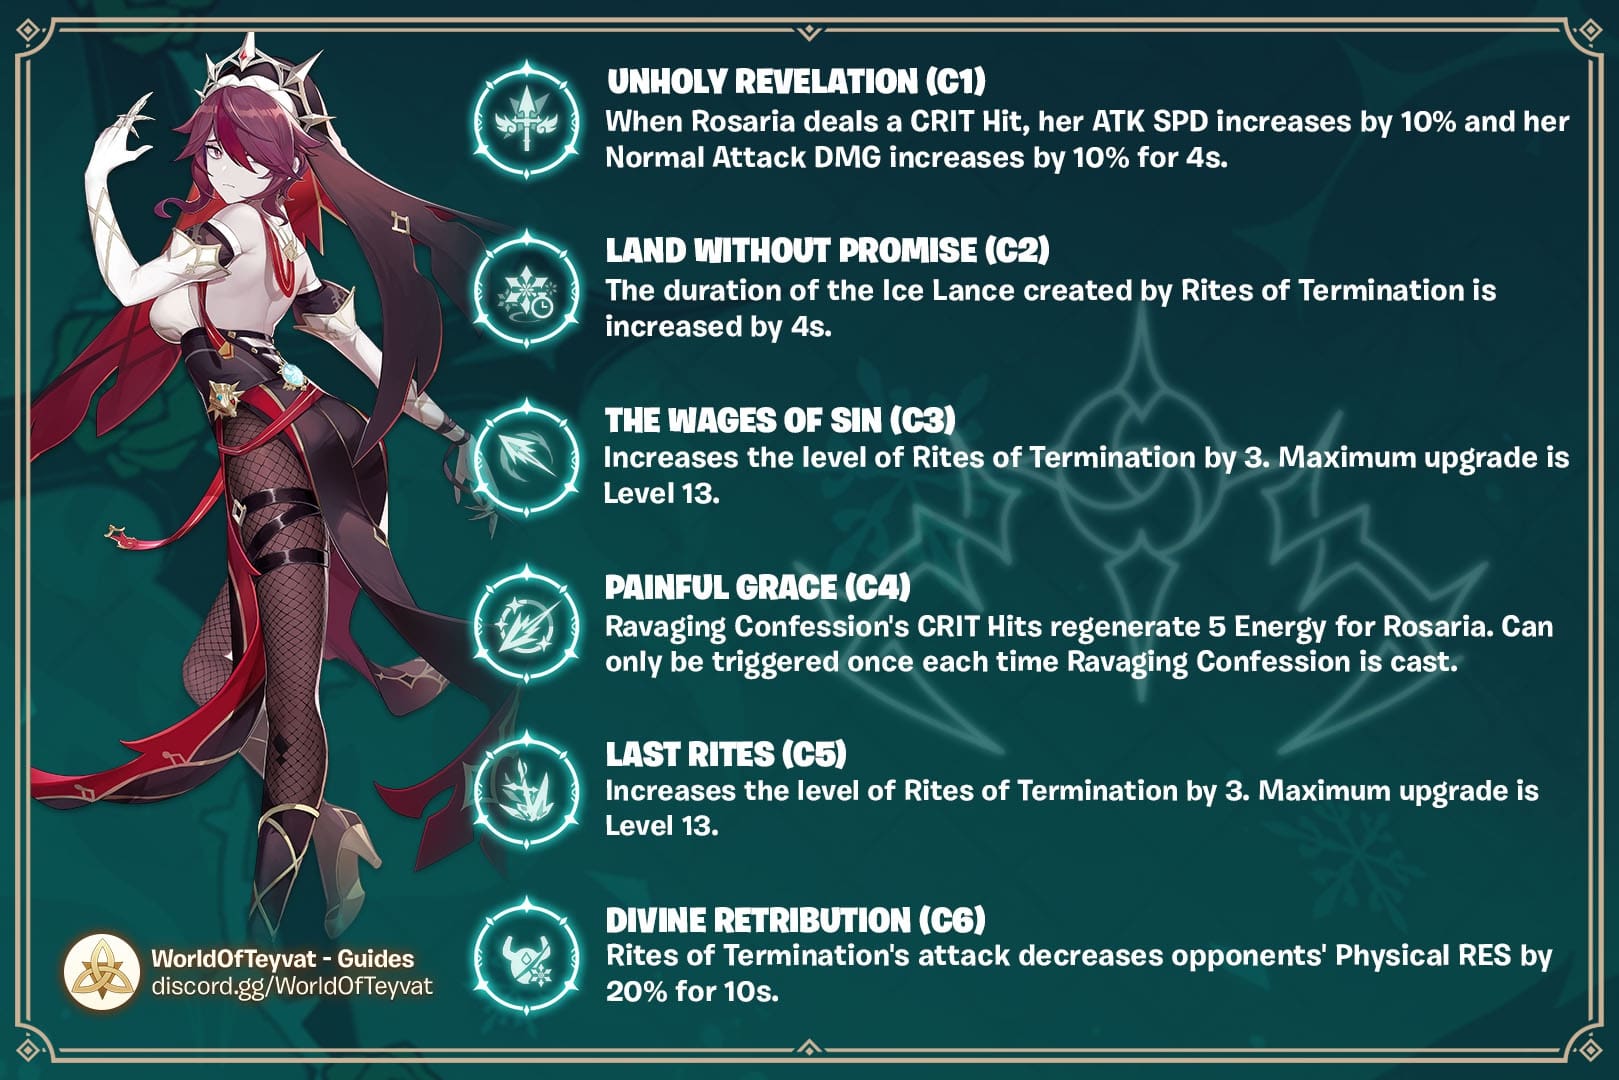 UNHOLY REVELATION (C1)
When Rosaria deals a CRIT Hit, her ATK SPD increases by 10% and her
Normal Attack DMG increases by 10% for 4s.
LAND WITHOUT PROMISE (C2)
The duration of the Ice Lance created by Rites of Termination is
increased by 4s.
THE WAGES OF SIN (C3)
Increases the level of Rites of Termination by 3. Maximum upgrade is
Level 13.
PAINFUL GRACE (C4)
Ravaging Confession's CRIT Hits regenerate 5 Energy for Rosaria. Can
only be triggered once each time Ravaging Confession is cast.
LAST RITES (C5)
Increases the level of Rites of Termination by 3. Maximum upgrade is
Level 13.
DIVINE RETRIBUTION (C6)
Rites of Termination's attack decreases opponents' Physical RES by
20% for 10s.
WorldOfTeyvat - Guides
discord.gg/WorldOfTeyvat